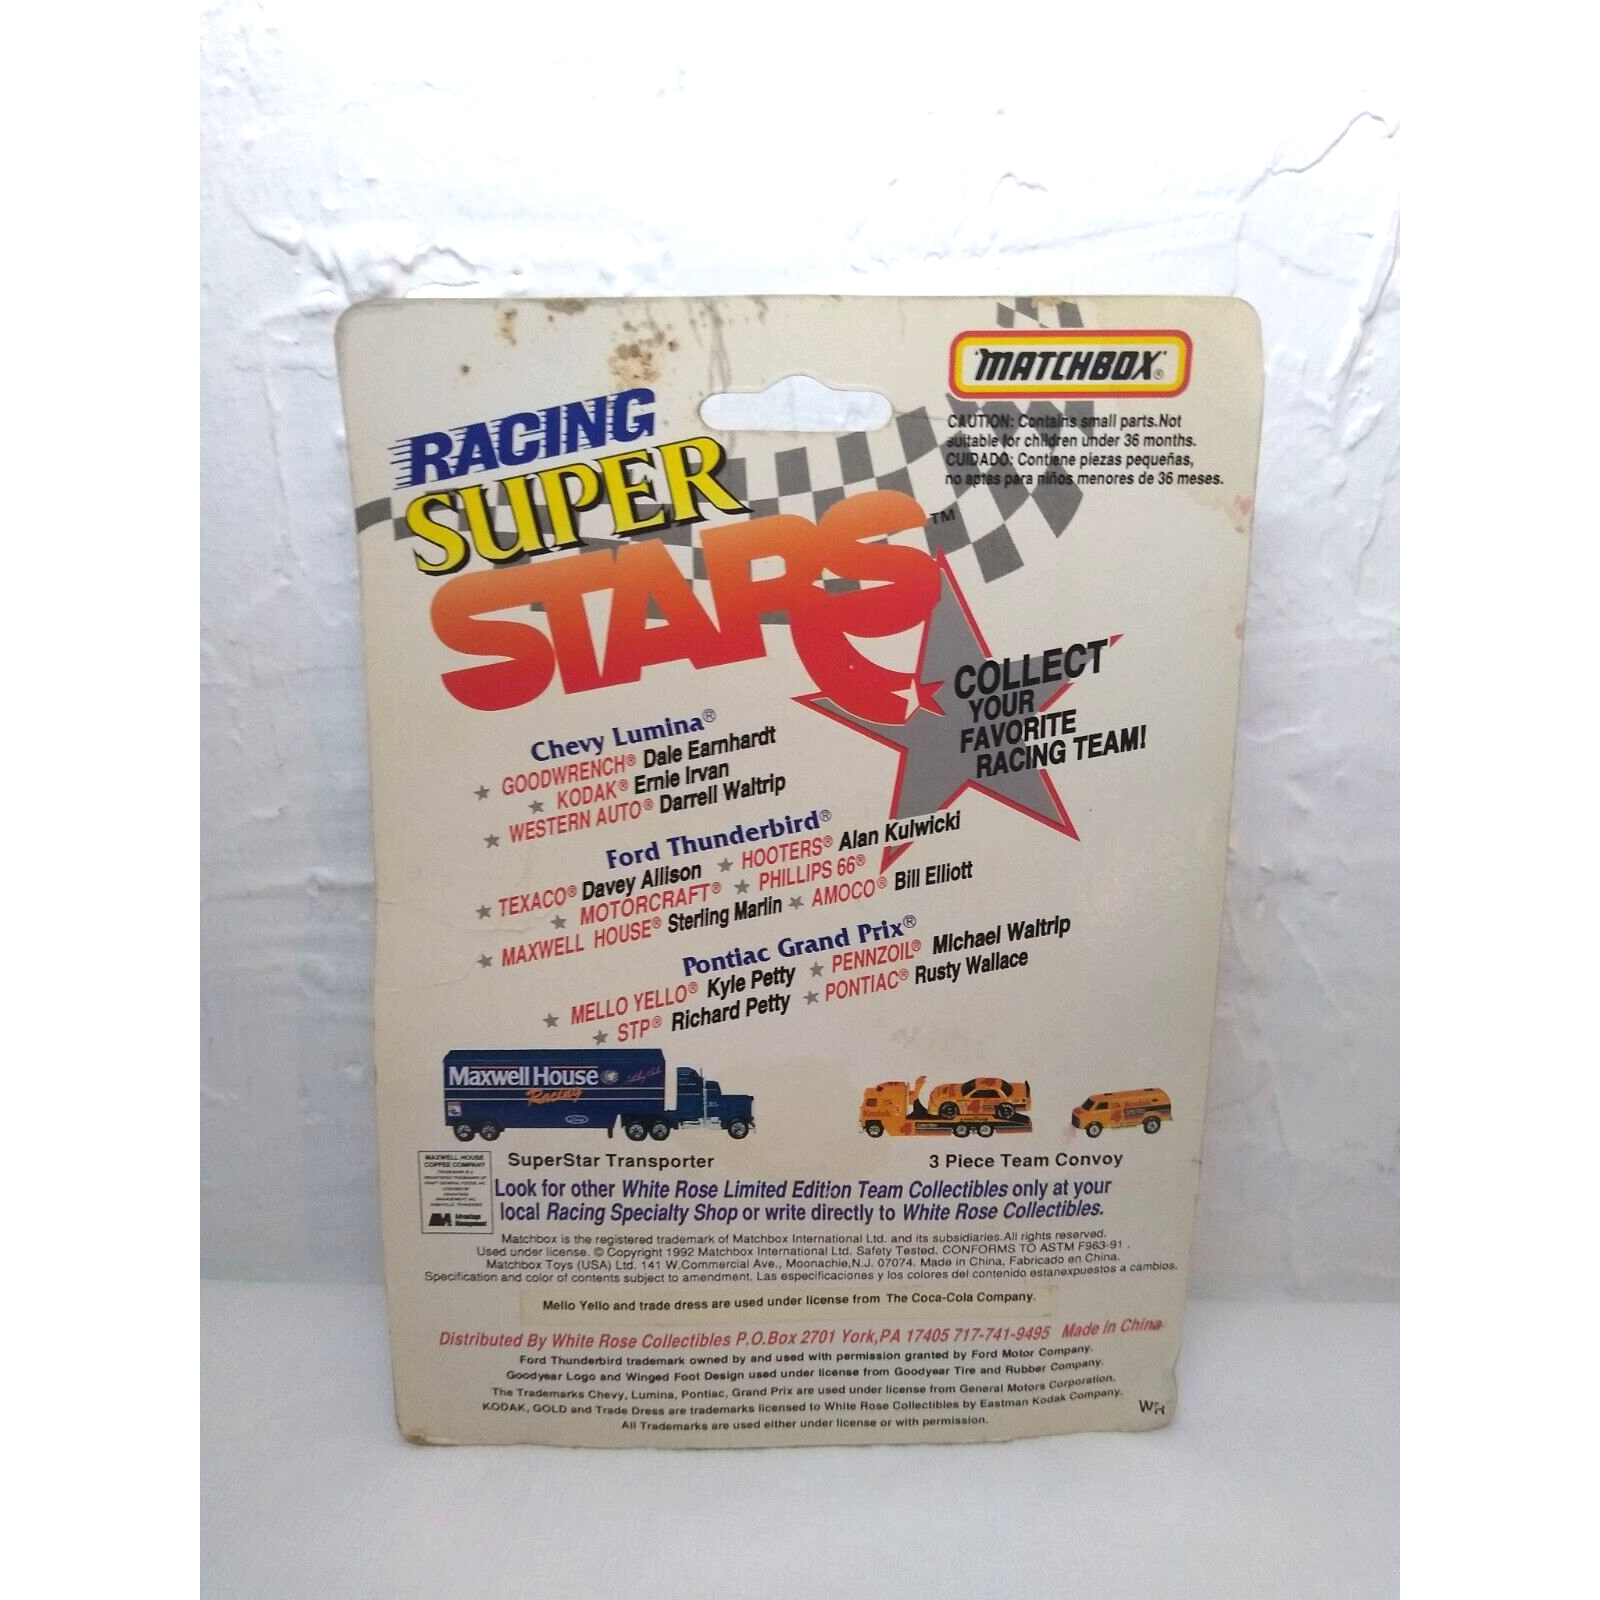 MATCHBOX®
CAUTION: Contains small parts.Not
suitable for children under 36 months.
CUIDADO: Contiene piezas pequeñas,
no aptas para niños menores de 36 meses.
RACING
SUPER
STARS™
COLLECT
YOUR
FAVORITE
RACING TEAM!
Chevy Lumina®
★ GOODWRENCH® Dale Earnhardt
★ KODAK® Ernie Irvan
★ WESTERN AUTO® Darrell Waltrip
Ford Thunderbird®
★ TEXACO® Davey Allison ★ HOOTERS® Alan Kulwicki
★ MOTORCRAFT® ★ PHILLIPS 66®
★ MAXWELL HOUSE® Sterling Marlin ★ AMOCO® Bill Elliott
Pontiac Grand Prix®
★ MELLO YELLO® Kyle Petty ★ PENNZOIL® Michael Waltrip
★ STP® Richard Petty ★ PONTIAC® Rusty Wallace
Maxwell House
Racing
Ford
Kodak
4
4
Kodak
SuperStar Transporter
3 Piece Team Convoy
MAXWELL HOUSE
COFFEE COMPANY
Advantage
Management
Look for other White Rose Limited Edition Team Collectibles only at your
local Racing Specialty Shop or write directly to White Rose Collectibles.
Matchbox is the registered trademark of Matchbox International Ltd. and its subsidiaries.All rights reserved.
Used under license. © Copyright 1992 Matchbox International Ltd. Safety Tested. CONFORMS TO ASTM F963-91 .
Matchbox Toys (USA) Ltd. 141 W.Commercial Ave., Moonachie,N.J. 07074. Made in China, Fabricado en China.
Specification and color of contents subject to amendment. Las especificaciones y los colores del contenido estanexpuestos a cambios.
Mello Yello and trade dress are used under license from The Coca-Cola Company.
Distributed By White Rose Collectibles P.O.Box 2701 York,PA 17405 717-741-9495 Made in China
Ford Thunderbird trademark owned by and used with permission granted by Ford Motor Company.
Goodyear Logo and Winged Foot Design used under license from Goodyear Tire and Rubber Company.
The Trademarks Chevy, Lumina, Pontiac, Grand Prix are used under license from General Motors Corporation.
KODAK, GOLD and Trade Dress are trademarks licensed to White Rose Collectibles by Eastman Kodak Company.
All Trademarks are used either under license or with permission.
WH